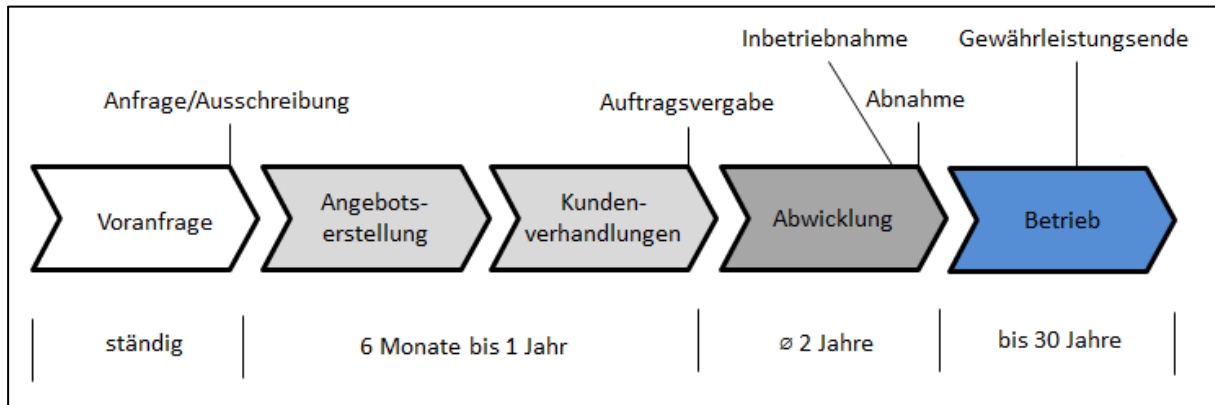 Inbetriebnahme
Gewährleistungsende
Anfrage/Ausschreibung
Auftragsvergabe
Abnahme
Voranfrage
Angebots-
erstellung
Kunden-
verhandlungen
Abwicklung
Betrieb
ständig
6 Monate bis 1 Jahr
⌀ 2 Jahre
bis 30 Jahre